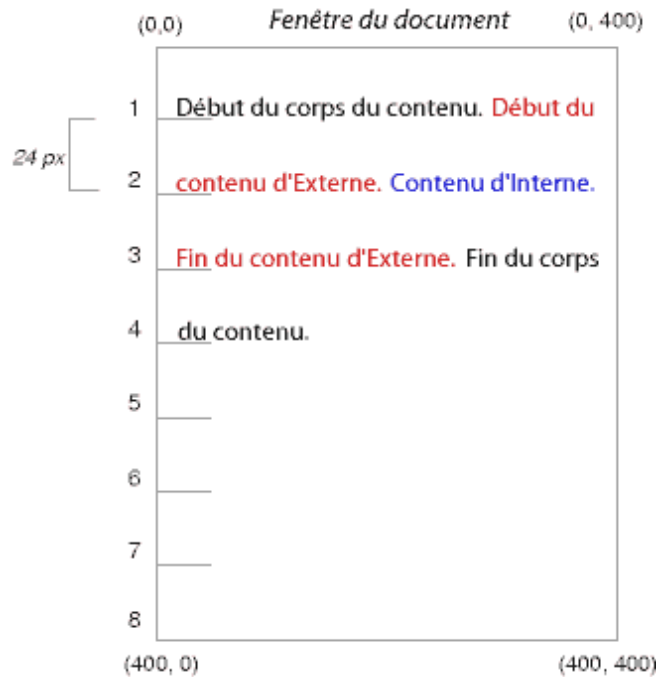 (0,0) Fenêtre du document (0, 400)
1 Début du corps du contenu. Début du
24 px
2 contenu d'Externe. Contenu d'Interne.
3 Fin du contenu d'Externe. Fin du corps
4 du contenu.
5
6
7
8
(400, 0) (400, 400)